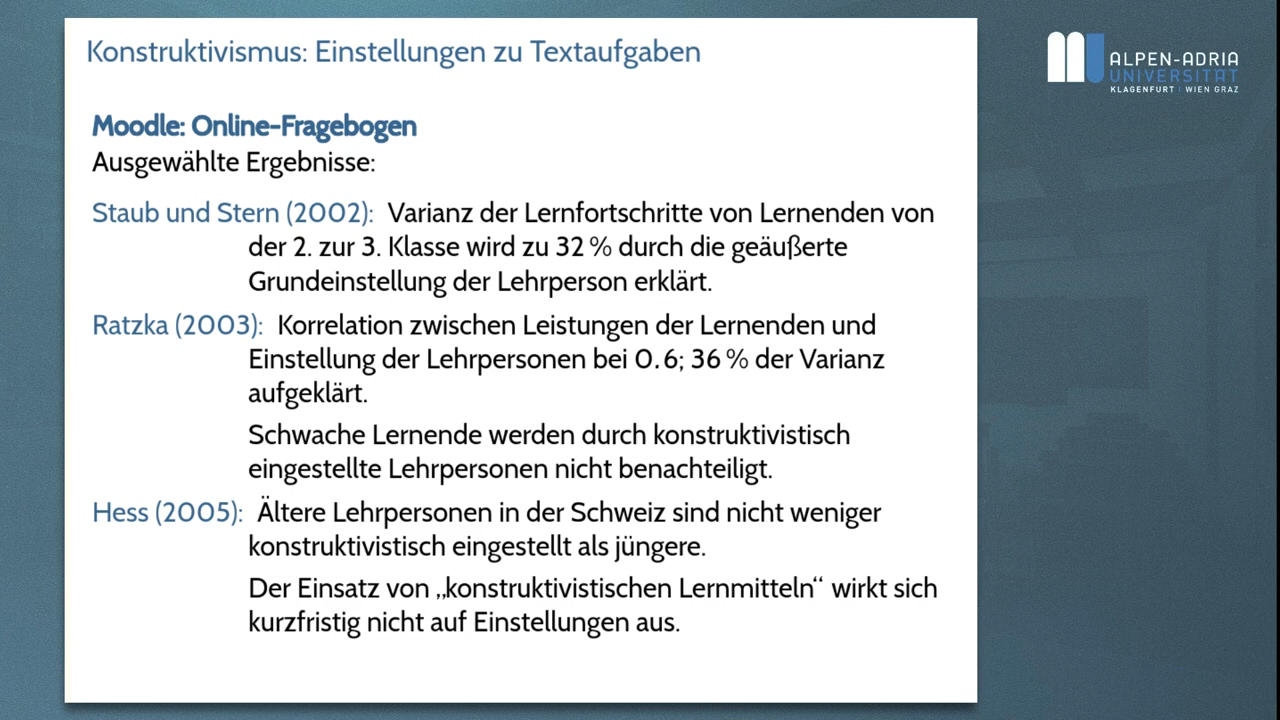 Konstruktivismus: Einstellungen zu Textaufgaben
ALPEN-ADRIA
UNIVERSITÄT
KLAGENFURT | WIEN GRAZ
Moodle: Online-Fragebogen
Ausgewählte Ergebnisse:
Staub und Stern (2002): Varianz der Lernfortschritte von Lernenden von
der 2. zur 3. Klasse wird zu 32 % durch die geäußerte
Grundeinstellung der Lehrperson erklärt.
Ratzka (2003): Korrelation zwischen Leistungen der Lernenden und
Einstellung der Lehrpersonen bei 0.6; 36 % der Varianz
aufgeklärt.
Schwache Lernende werden durch konstruktivistisch
eingestellte Lehrpersonen nicht benachteiligt.
Hess (2005): Ältere Lehrpersonen in der Schweiz sind nicht weniger
konstruktivistisch eingestellt als jüngere.
Der Einsatz von „konstruktivistischen Lernmitteln“ wirkt sich
kurzfristig nicht auf Einstellungen aus.